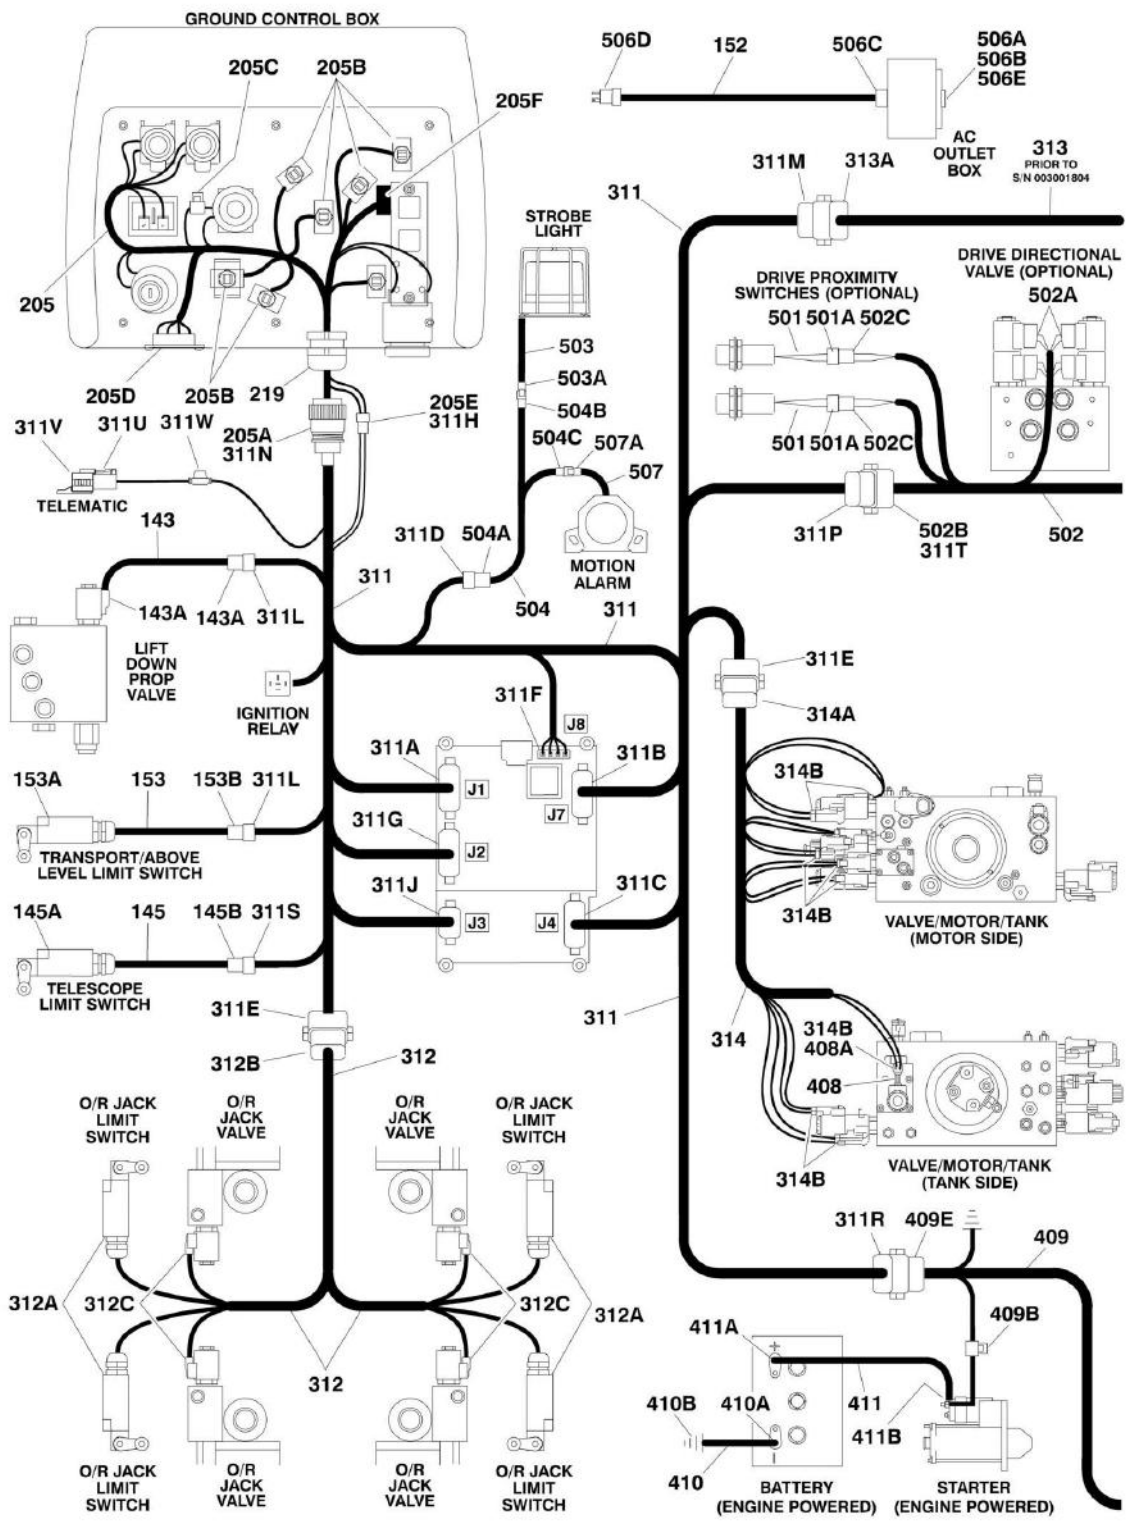 GROUND CONTROL BOX
205C
205B
205F
506D
152
506C
506A
506B
506E
AC
OUTLET
BOX
311M
313A
313
PRIOR TO
S/N 003001804
311
STROBE
LIGHT
205
DRIVE PROXIMITY
SWITCHES (OPTIONAL)
DRIVE DIRECTIONAL
VALVE (OPTIONAL)
502A
501
501A
502C
503
503A
504B
205D
205B
219
205E
311H
311V
311U
311W
205A
311N
504C
507A
507
501
501A
502C
TELEMATIC
143
311D
504A
MOTION
ALARM
311P
502B
311T
502
311
143A
143A
311L
504
311
LIFT
DOWN
PROP
VALVE
311E
314A
IGNITION
RELAY
311F
J8
311A
311B
314B
153A
153
153B
311L
J1
J7
311G
J2
TRANSPORT/ABOVE
LEVEL LIMIT SWITCH
311J
311C
314B
145A
145
145B
311S
J3
J4
VALVE/MOTOR/TANK
(MOTOR SIDE)
TELESCOPE
LIMIT SWITCH
311E
311
314
314B
408A
312B
312
408
O/R JACK
LIMIT
SWITCH
O/R
JACK
VALVE
O/R
JACK
VALVE
O/R JACK
LIMIT
SWITCH
314B
VALVE/MOTOR/TANK
(TANK SIDE)
311R
409E
409
312A
312C
312C
312A
409B
411A
+
312
410B
410A
411
411B
410
−
O/R JACK
LIMIT
SWITCH
O/R
JACK
VALVE
O/R
JACK
VALVE
O/R JACK
LIMIT
SWITCH
BATTERY
(ENGINE POWERED)
STARTER
(ENGINE POWERED)